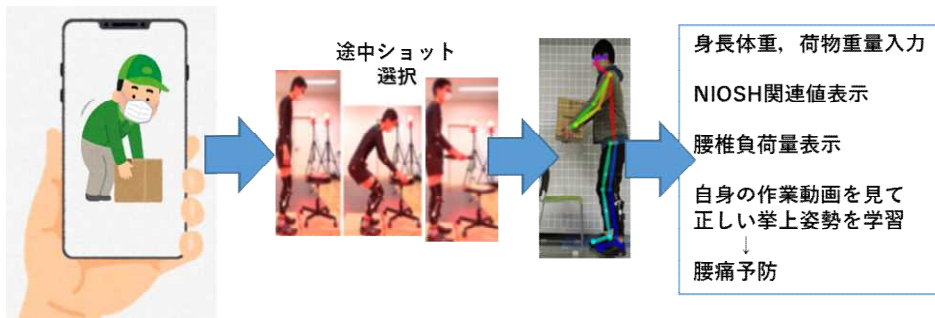 途中ショット
選択
身長体重，荷物重量入力
NIOSH関連値表示
腰椎負荷量表示
自身の作業動画を見て
正しい挙上姿勢を学習
↓
腰痛予防